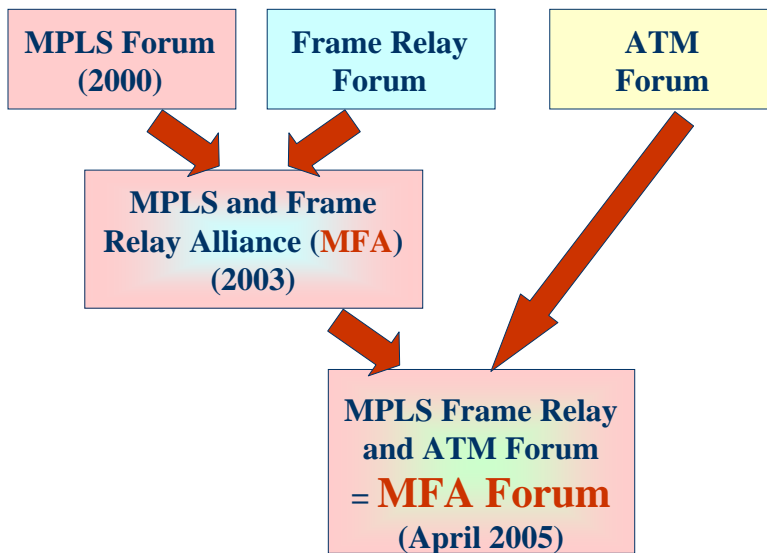 MPLS Forum
(2000)
Frame Relay
Forum
ATM
Forum
MPLS and Frame
Relay Alliance (MFA)
(2003)
MPLS Frame Relay
and ATM Forum
= MFA Forum
(April 2005)